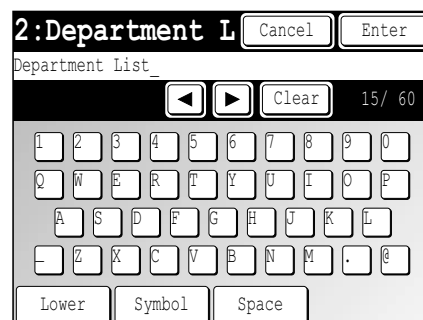 2:Department L Cancel Enter
Department List_
◀ ▶ Clear 15/ 60
1 2 3 4 5 6 7 8 9 0
Q W E R T Y U I O P
A S D F G H J K L
_ Z X C V B N M . @
Lower Symbol Space